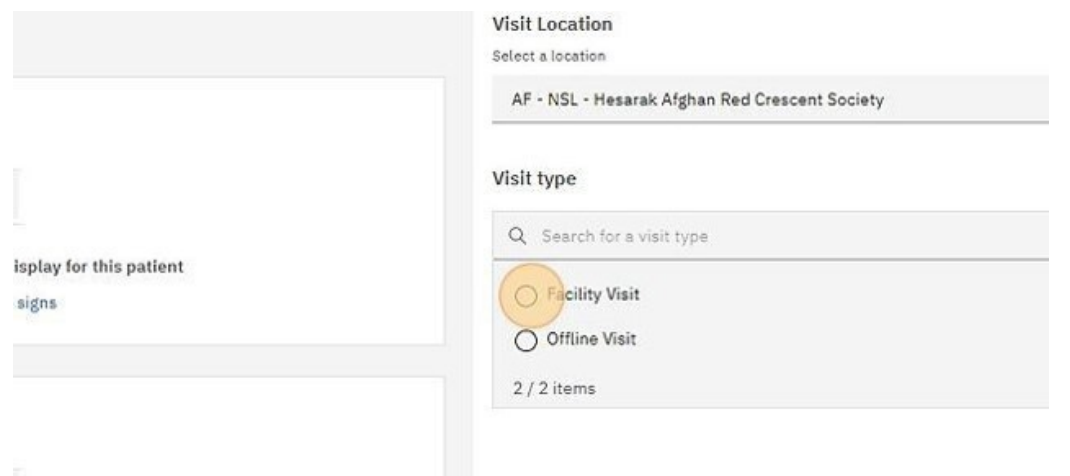 Visit Location
Select a location
AF - NSL - Hesarak Afghan Red Crescent Society
Visit type
Search for a visit type
isplay for this patient
signs
Facility Visit
Offline Visit
2 / 2 items